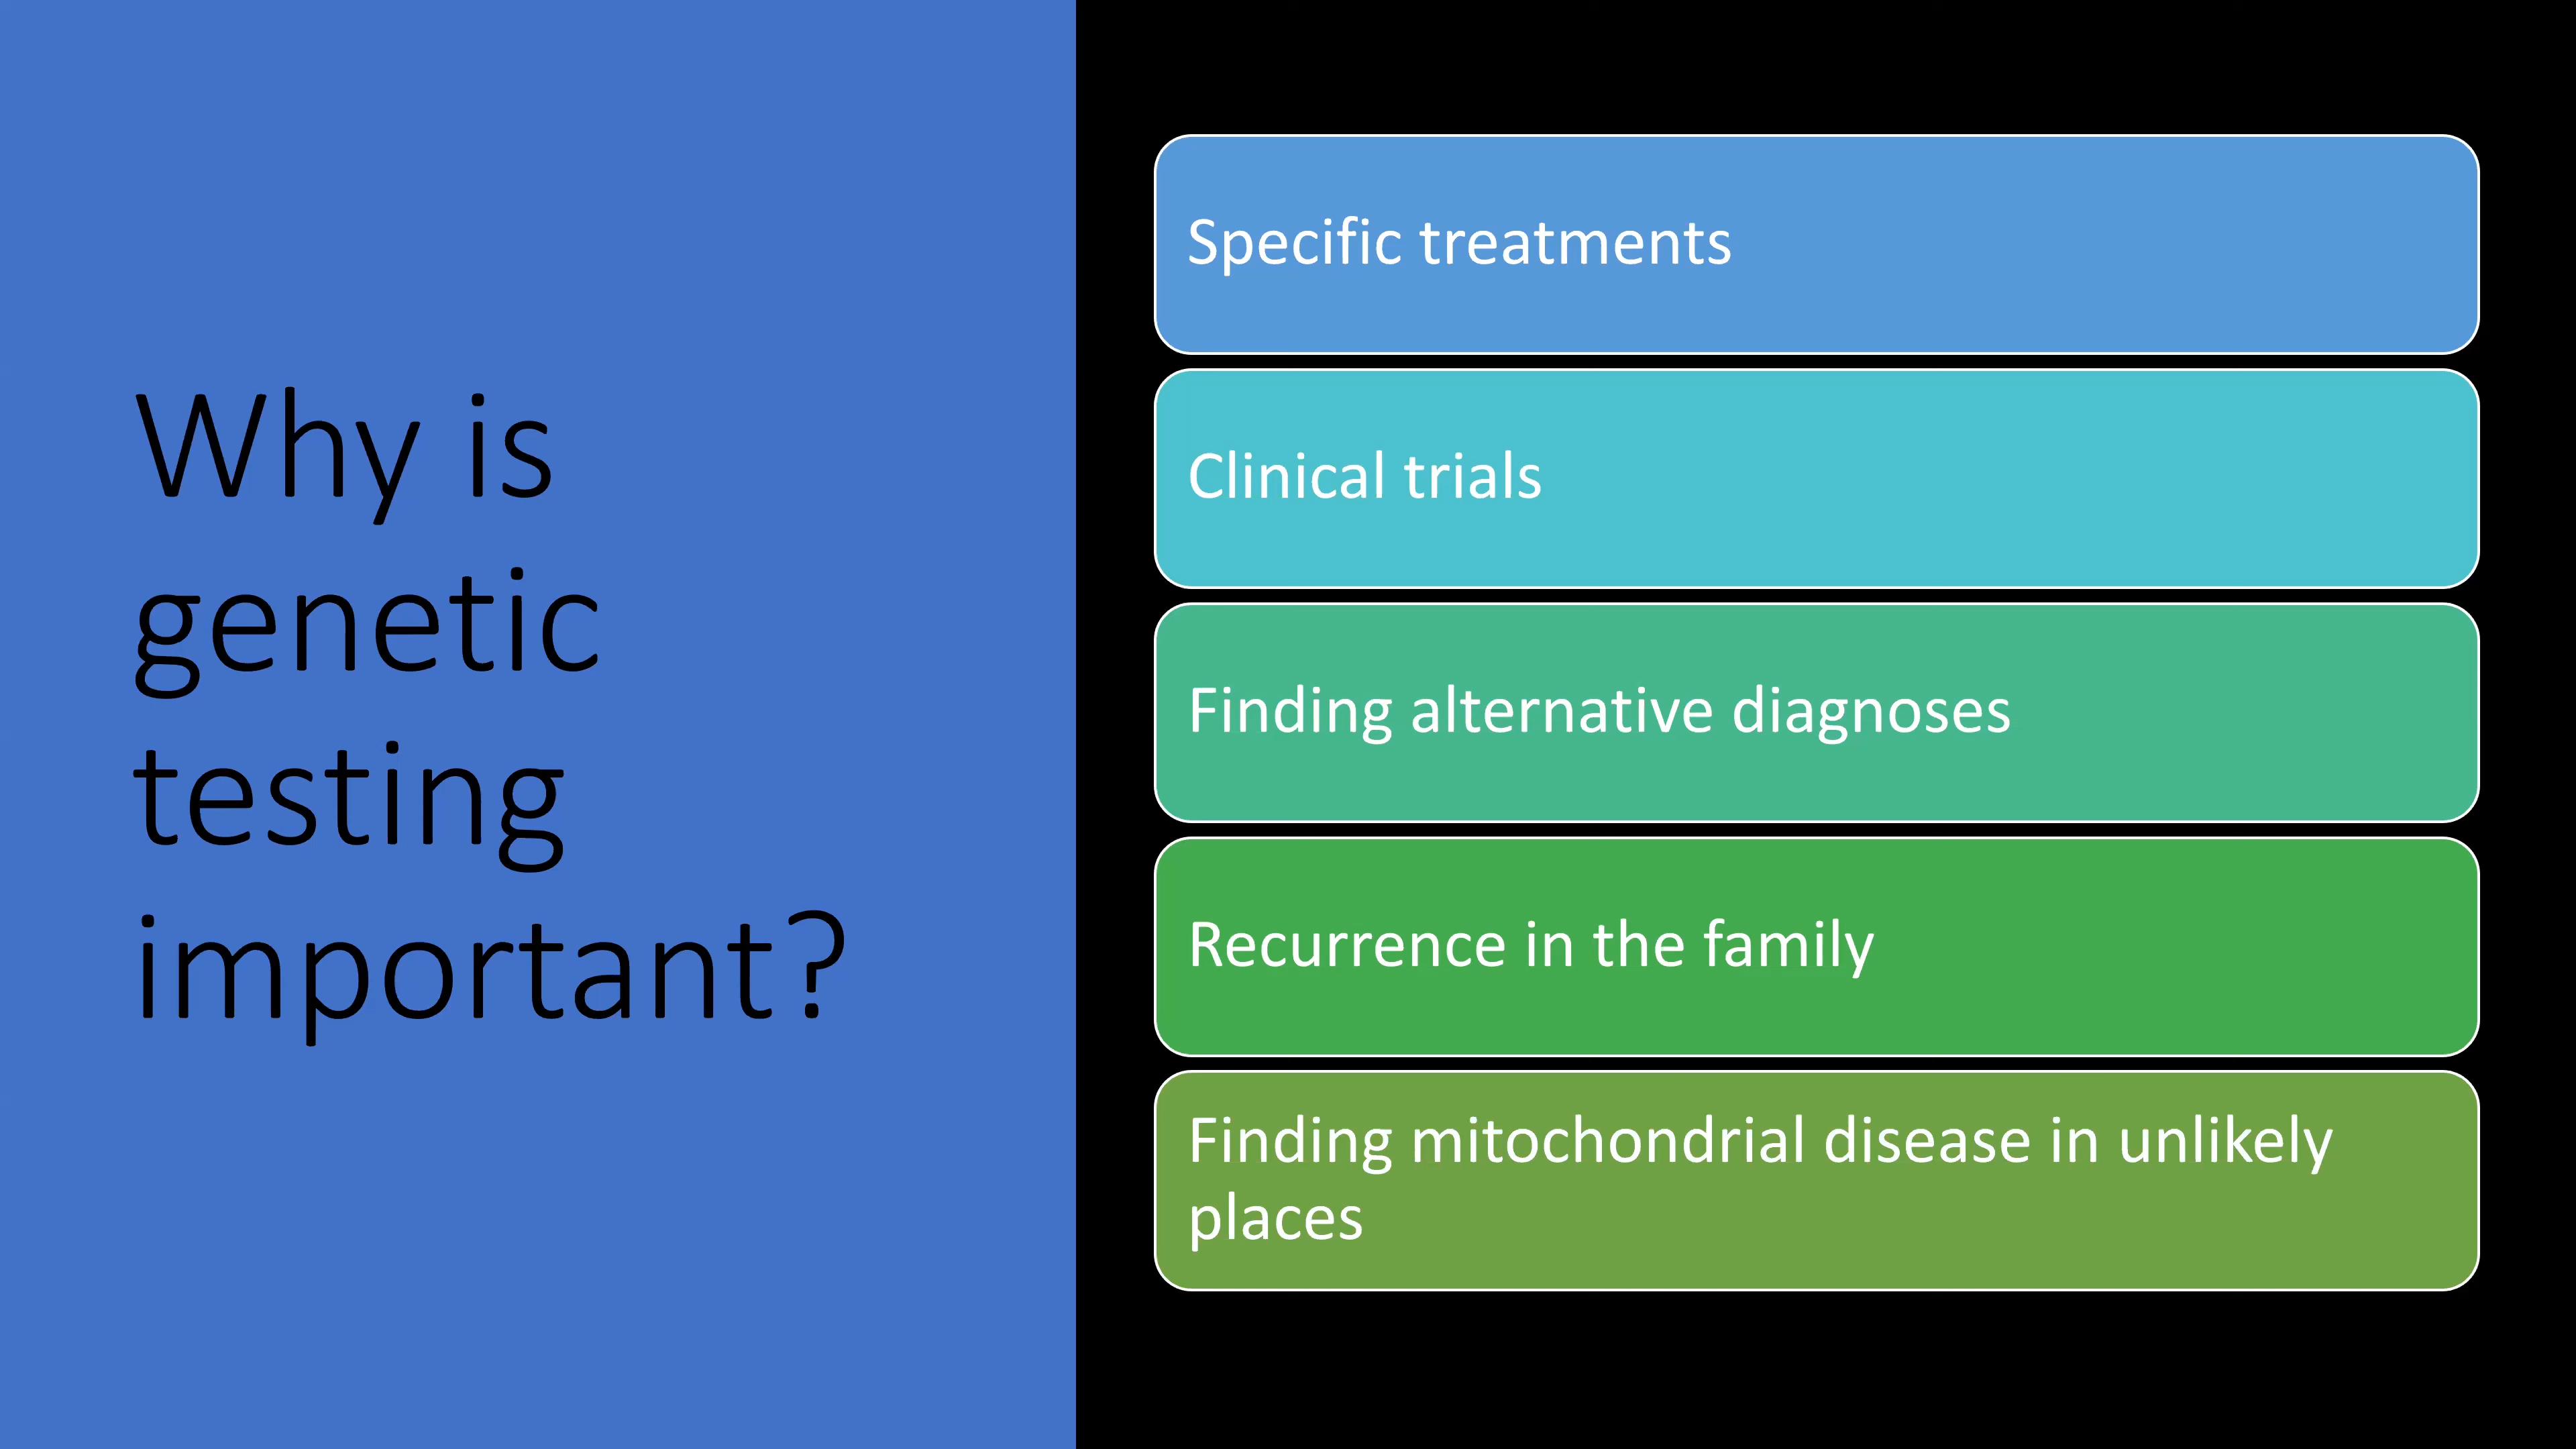 Why is
genetic
testing
important?
Specific treatments
Clinical trials
Finding alternative diagnoses
Recurrence in the family
Finding mitochondrial disease in unlikely
places